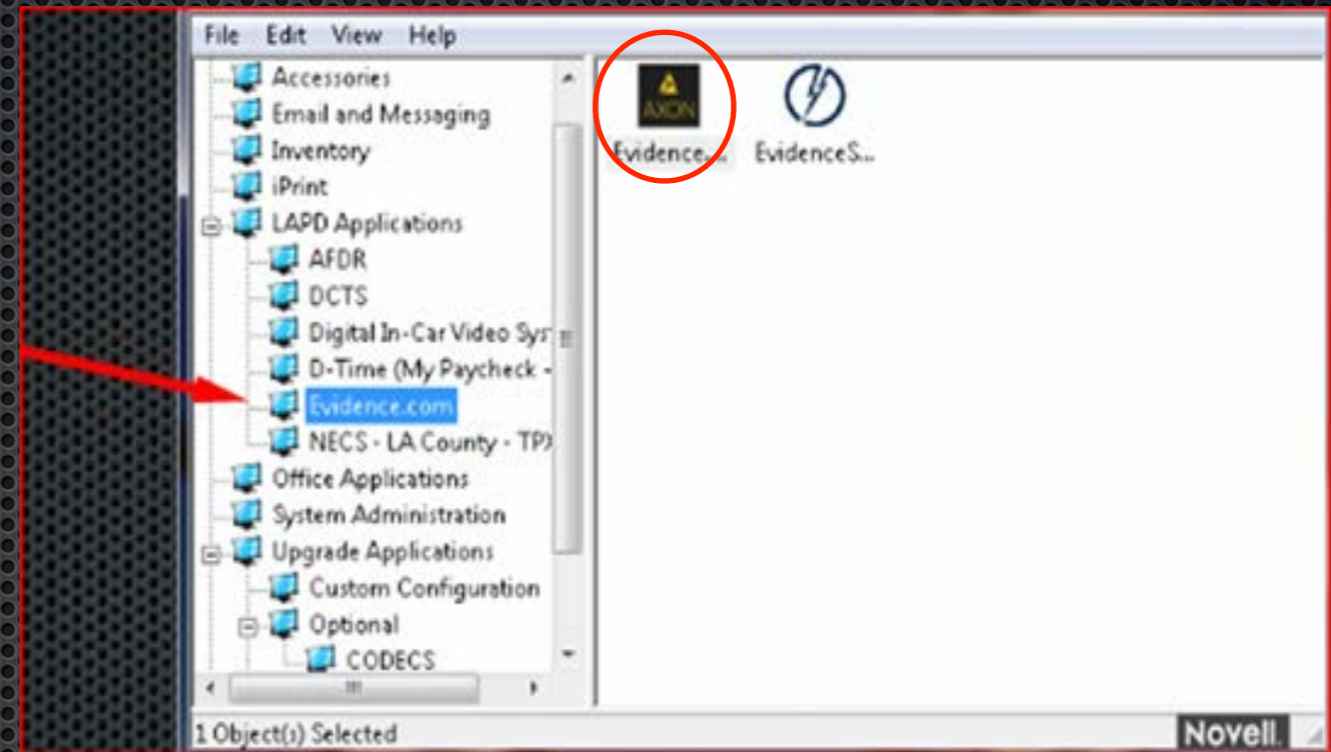 File Edit View Help
Accessories
Email and Messaging
Inventory
iPrint
LAPD Applications
AFDR
DCTS
Digital In-Car Video Sys
D-Time (My Paycheck -
Evidence.com
NECS - LA County - TPX
Office Applications
System Administration
Upgrade Applications
Custom Configuration
Optional
CODECS
AXON
Evidence....
EvidenceS...
1 Object(s) Selected
Novell.